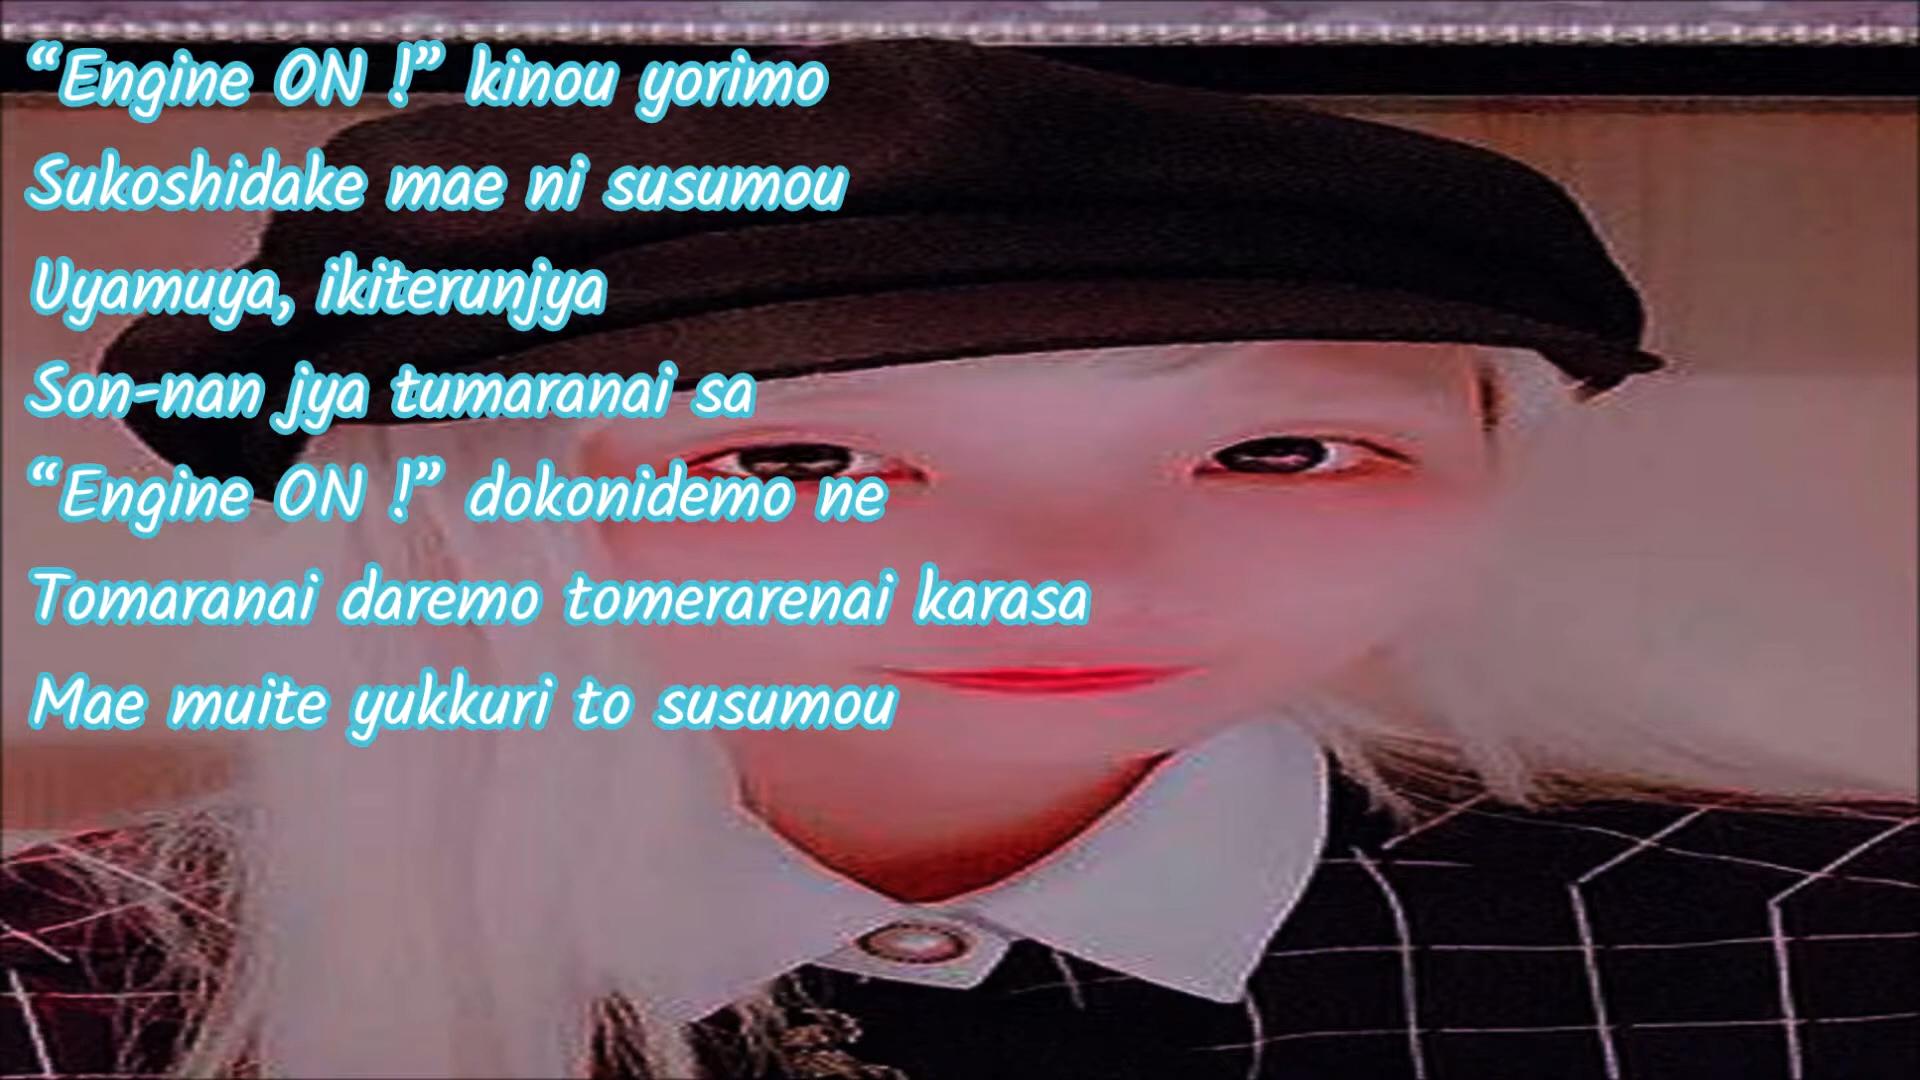 “Engine ON !” kinou yorimo
Sukoshidake mae ni susumou
Uyamuya, ikiterunjya
Son-nan jya tumaranai sa
“Engine ON !” dokonidemo ne
Tomaranai daremo tomerarenai karasa
Mae muite yukkuri to susumou